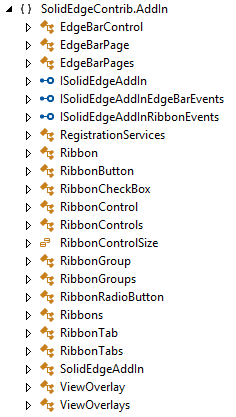 { } SolidEdgeContrib.AddIn
EdgeBarControl
EdgeBarPage
EdgeBarPages
ISolidEdgeAddIn
ISolidEdgeAddInEdgeBarEvents
ISolidEdgeAddInRibbonEvents
RegistrationServices
Ribbon
RibbonButton
RibbonCheckBox
RibbonControl
RibbonControls
RibbonControlSize
RibbonGroup
RibbonGroups
RibbonRadioButton
Ribbons
RibbonTab
RibbonTabs
SolidEdgeAddIn
ViewOverlay
ViewOverlays